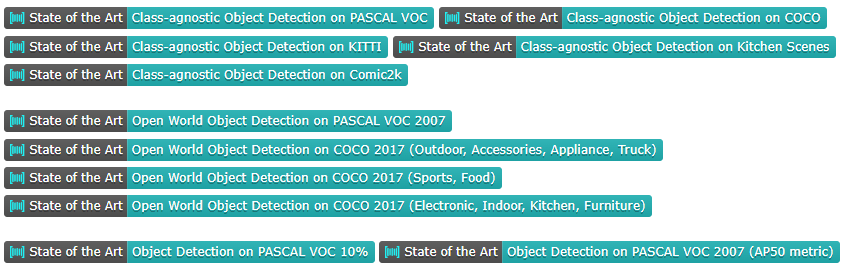 State of the Art Class-agnostic Object Detection on PASCAL VOC State of the Art Class-agnostic Object Detection on COCO
State of the Art Class-agnostic Object Detection on KITTI State of the Art Class-agnostic Object Detection on Kitchen Scenes
State of the Art Class-agnostic Object Detection on Comic2k
State of the Art Open World Object Detection on PASCAL VOC 2007
State of the Art Open World Object Detection on COCO 2017 (Outdoor, Accessories, Appliance, Truck)
State of the Art Open World Object Detection on COCO 2017 (Sports, Food)
State of the Art Open World Object Detection on COCO 2017 (Electronic, Indoor, Kitchen, Furniture)
State of the Art Object Detection on PASCAL VOC 10% State of the Art Object Detection on PASCAL VOC 2007 (AP50 metric)